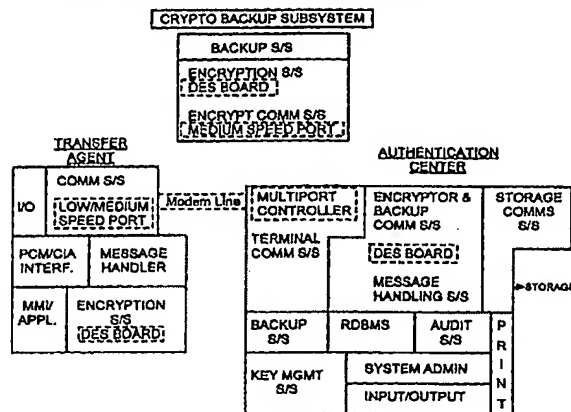 CRYPTO BACKUP SUBSYSTEM
BACKUP S/S
ENCRYPTION S/S
DES BOARD
ENCRYPT COMM S/S
MEDIUM SPEED PORT
TRANSFER
AGENT
I/O
COMM S/S
LOW/MEDIUM
SPEED PORT
PCM/CIA
INTERF.
MESSAGE
HANDLER
MMI/
APPL.
ENCRYPTION
S/S
DES BOARD
Modem Line
AUTHENTICATION
CENTER
MULTIPORT
CONTROLLER
TERMINAL
COMM S/S
ENCRYPTOR &
BACKUP
COMM S/S
DES BOARD
MESSAGE
HANDLING S/S
STORAGE
COMMS
S/S
STORAGE
BACKUP
S/S
RDBMS
AUDIT
S/S
KEY MGMT
S/S
SYSTEM ADMIN
INPUT/OUTPUT
PRINT